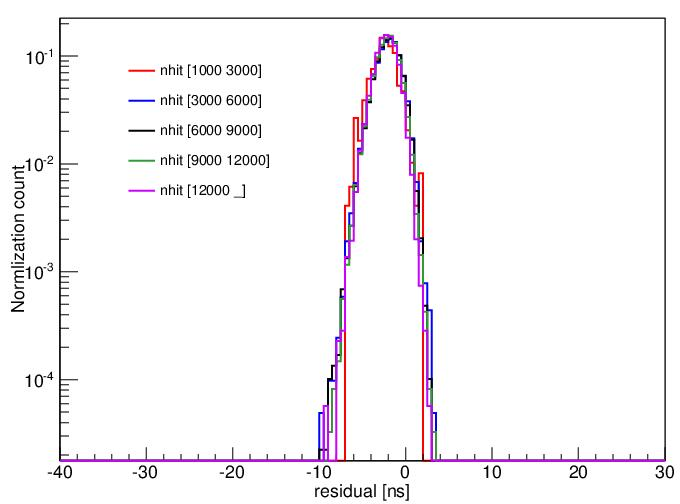 10^-1
nhit [1000 3000]
nhit [3000 6000]
nhit [6000 9000]
nhit [9000 12000]
nhit [12000 _]
10^-2
10^-3
10^-4
Normlization count
-40 -30 -20 -10 0 10 20 30
residual [ns]